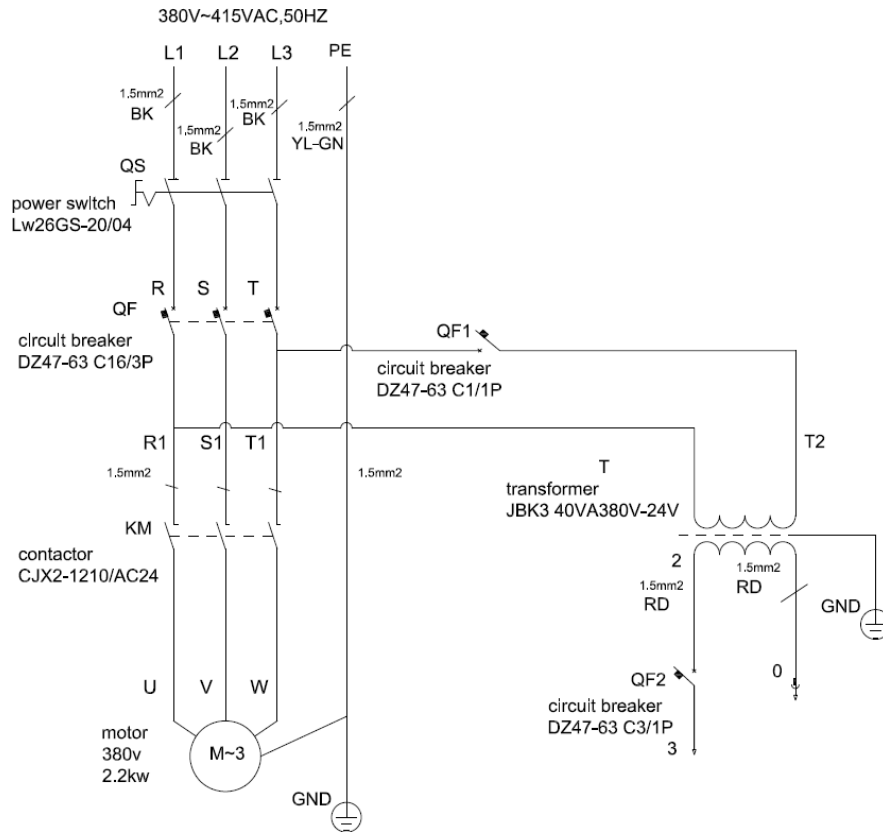 380V~415VAC,50HZ
L1 L2 L3 PE
1.5mm2
BK
1.5mm2
BK
1.5mm2
BK
1.5mm2
YL-GN
QS
power switch
Lw26GS-20/04
R S T
QF
circuit breaker
DZ47-63 C16/3P
QF1
circuit breaker
DZ47-63 C1/1P
R1 S1 T1
T2
1.5mm2
1.5mm2
T
transformer
JBK3 40VA380V-24V
KM
contactor
CJX2-1210/AC24
2
1.5mm2
RD
1.5mm2
RD
GND
U V W
QF2
0
circuit breaker
DZ47-63 C3/1P
3
motor
380v
2.2kw
M~3
GND